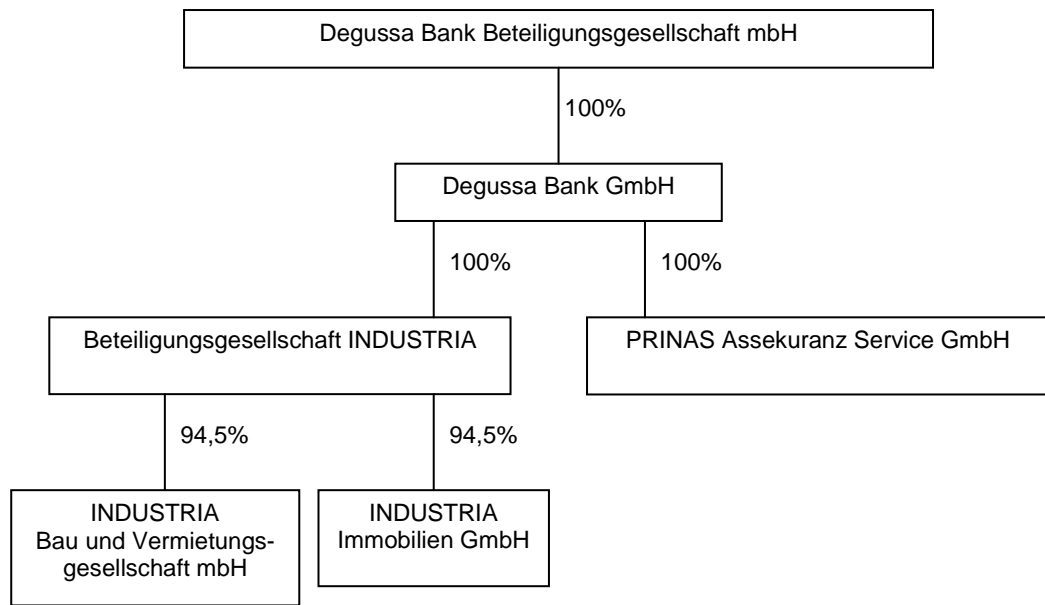 Degussa Bank Beteiligungsgesellschaft mbH
100%
Degussa Bank GmbH
100%
100%
Beteiligungsgesellschaft INDUSTRIA
PRINAS Assekuranz Service GmbH
94,5%
94,5%
INDUSTRIA
Bau und Vermietungs-
gesellschaft mbH
INDUSTRIA
Immobilien GmbH